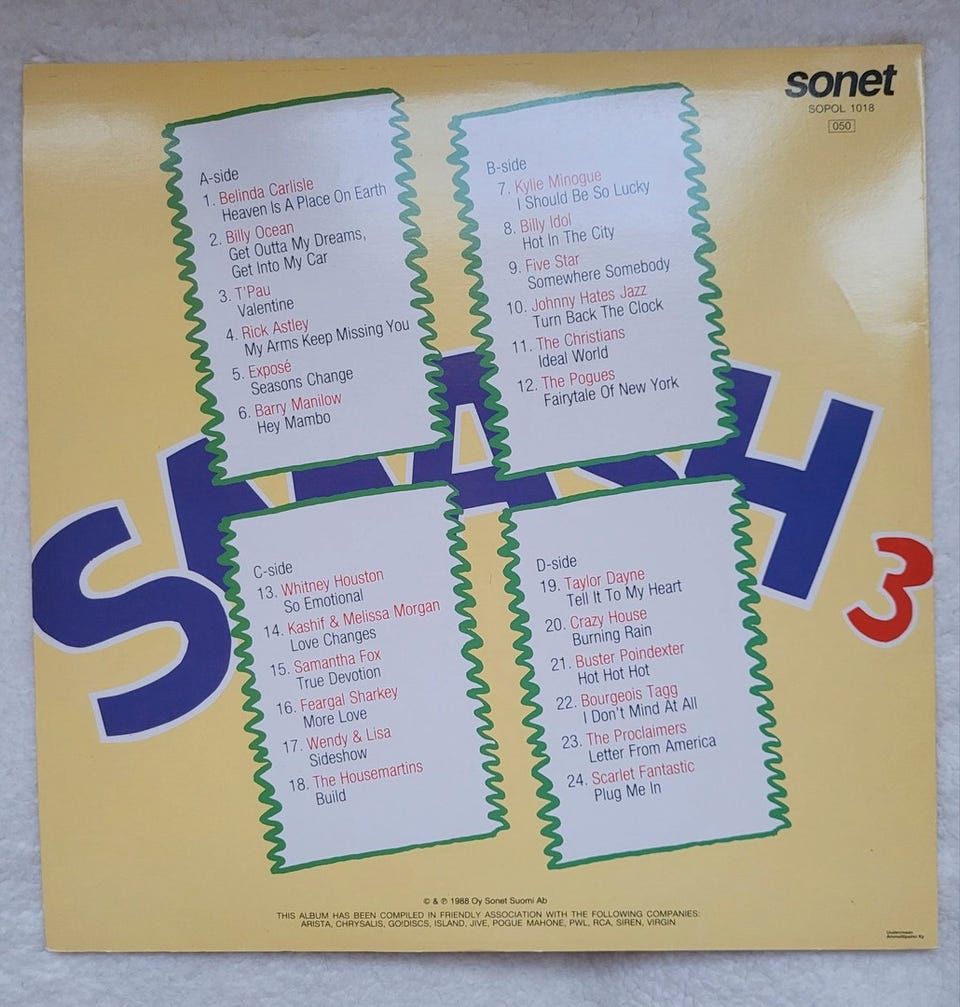 sonet
SOPOL 1018
050
A-side
1. Belinda Carlisle
Heaven Is A Place On Earth
2. Billy Ocean
Get Outta My Dreams,
Get Into My Car
3. T'Pau
Valentine
4. Rick Astley
My Arms Keep Missing You
5. Exposé
Seasons Change
6. Barry Manilow
Hey Mambo
B-side
7. Kylie Minogue
I Should Be So Lucky
8. Billy Idol
Hot In The City
9. Five Star
Somewhere Somebody
10. Johnny Hates Jazz
Turn Back The Clock
11. The Christians
Ideal World
12. The Pogues
Fairytale Of New York
SMASH 3
C-side
13. Whitney Houston
So Emotional
14. Kashif & Melissa Morgan
Love Changes
15. Samantha Fox
True Devotion
16. Feargal Sharkey
More Love
17. Wendy & Lisa
Sideshow
18. The Housemartins
Build
D-side
19. Taylor Dayne
Tell It To My Heart
20. Crazy House
Burning Rain
21. Buster Poindexter
Hot Hot Hot
22. Bourgeois Tagg
I Don't Mind At All
23. The Proclaimers
Letter From America
24. Scarlet Fantastic
Plug Me In
© & ℗ 1988 Oy Sonet Suomi Ab
THIS ALBUM HAS BEEN COMPILED IN FRIENDLY ASSOCIATION WITH THE FOLLOWING COMPANIES:
ARISTA, CHRYSALIS, GO!DISCS, ISLAND, JIVE, POGUE MAHONE, PWL, RCA, SIREN, VIRGIN